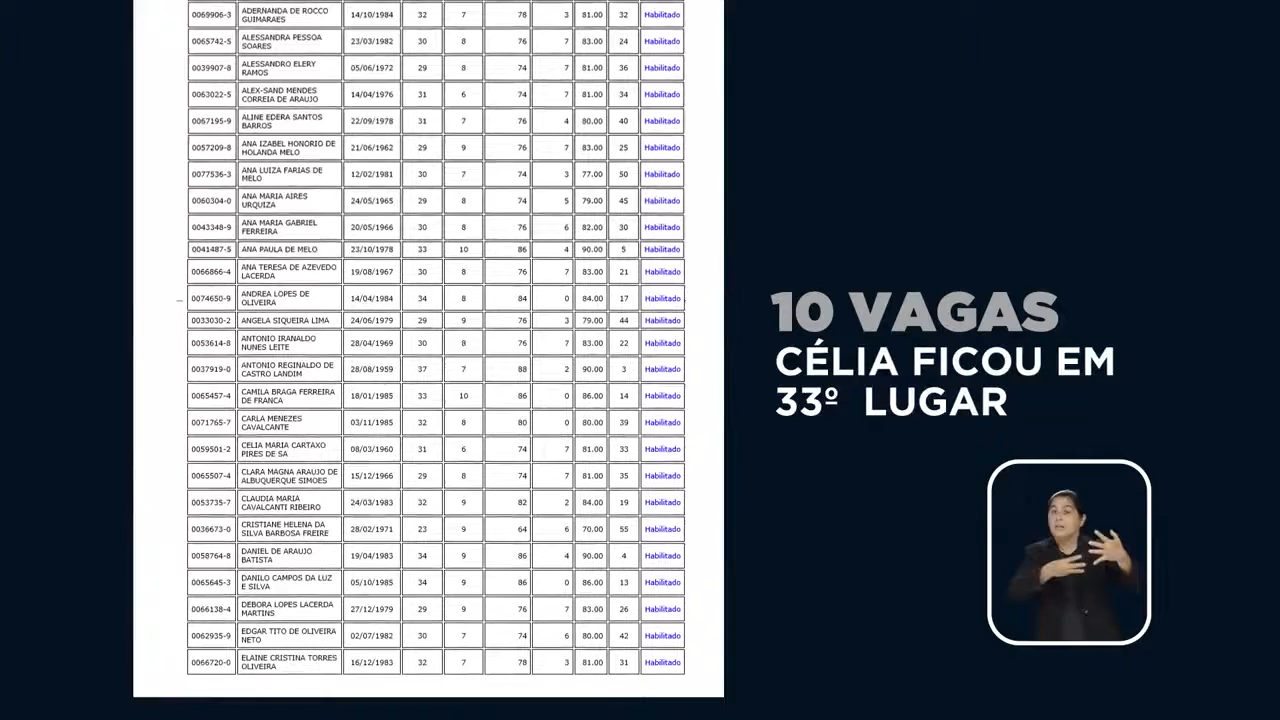 0069906-3 ADERNANDA DE ROCCO GUIMARAES 14/10/1984 32 7 78 3 81.00 32 Habilitado
0065742-5 ALESSANDRA PESSOA SOARES 23/03/1982 30 8 76 7 83.00 24 Habilitado
0039907-8 ALESSANDRO ELERY RAMOS 05/06/1972 29 8 74 7 81.00 36 Habilitado
0063022-5 ALEX-SAND MENDES CORREIA DE ARAUJO 14/04/1976 31 6 74 7 81.00 34 Habilitado
0067195-9 ALINE EDERA SANTOS BARROS 22/09/1978 31 7 76 4 80.00 40 Habilitado
0057209-8 ANA IZABEL HONORIO DE HOLANDA MELO 21/06/1962 29 9 76 7 83.00 25 Habilitado
0077536-3 ANA LUIZA FARIAS DE MELO 12/02/1981 30 7 74 3 77.00 50 Habilitado
0060304-0 ANA MARIA AIRES URQUIZA 24/05/1965 29 8 74 5 79.00 45 Habilitado
0043348-9 ANA MARIA GABRIEL FERREIRA 20/05/1966 30 8 76 6 82.00 30 Habilitado
0041487-5 ANA PAULA DE MELO 23/10/1978 33 10 86 4 90.00 5 Habilitado
0066866-4 ANA TERESA DE AZEVEDO LACERDA 19/08/1967 30 8 76 7 83.00 21 Habilitado
0074650-9 ANDREA LOPES DE OLIVEIRA 14/04/1984 34 8 84 0 84.00 17 Habilitado
0033030-2 ANGELA SIQUEIRA LIMA 24/06/1979 29 9 76 3 79.00 44 Habilitado
0053614-8 ANTONIO IRANALDO NUNES LEITE 28/04/1969 30 8 76 7 83.00 22 Habilitado
0037919-0 ANTONIO REGINALDO DE CASTRO LANDIM 28/08/1959 37 7 88 2 90.00 3 Habilitado
0065457-4 CAMILA BRAGA FERREIRA DE FRANCA 18/01/1985 33 10 86 0 86.00 14 Habilitado
0071765-7 CARLA MENEZES CAVALCANTE 03/11/1985 32 8 80 0 80.00 39 Habilitado
0059501-2 CELIA MARIA CARTAXO PIRES DE SA 08/03/1960 31 6 74 7 81.00 33 Habilitado
0065507-4 CLARA MAGNA ARAUJO DE ALBUQUERQUE SIMOES 15/12/1966 29 8 74 7 81.00 35 Habilitado
0053735-7 CLAUDIA MARIA CAVALCANTI RIBEIRO 24/03/1983 32 9 82 2 84.00 19 Habilitado
0036673-0 CRISTIANE HELENA DA SILVA BARBOSA FREIRE 28/02/1971 23 9 64 6 70.00 55 Habilitado
0058764-8 DANIEL DE ARAUJO BATISTA 19/04/1983 34 9 86 4 90.00 4 Habilitado
0065645-3 DANILO CAMPOS DA LUZ E SILVA 05/10/1985 34 9 86 0 86.00 13 Habilitado
0066138-4 DEBORA LOPES LACERDA MARTINS 27/12/1979 29 9 76 7 83.00 26 Habilitado
0062935-9 EDGAR TITO DE OLIVEIRA NETO 02/07/1982 30 7 74 6 80.00 42 Habilitado
0066720-0 ELAINE CRISTINA TORRES OLIVEIRA 16/12/1983 32 7 78 3 81.00 31 Habilitado
10 VAGAS
CÉLIA FICOU EM
33º LUGAR